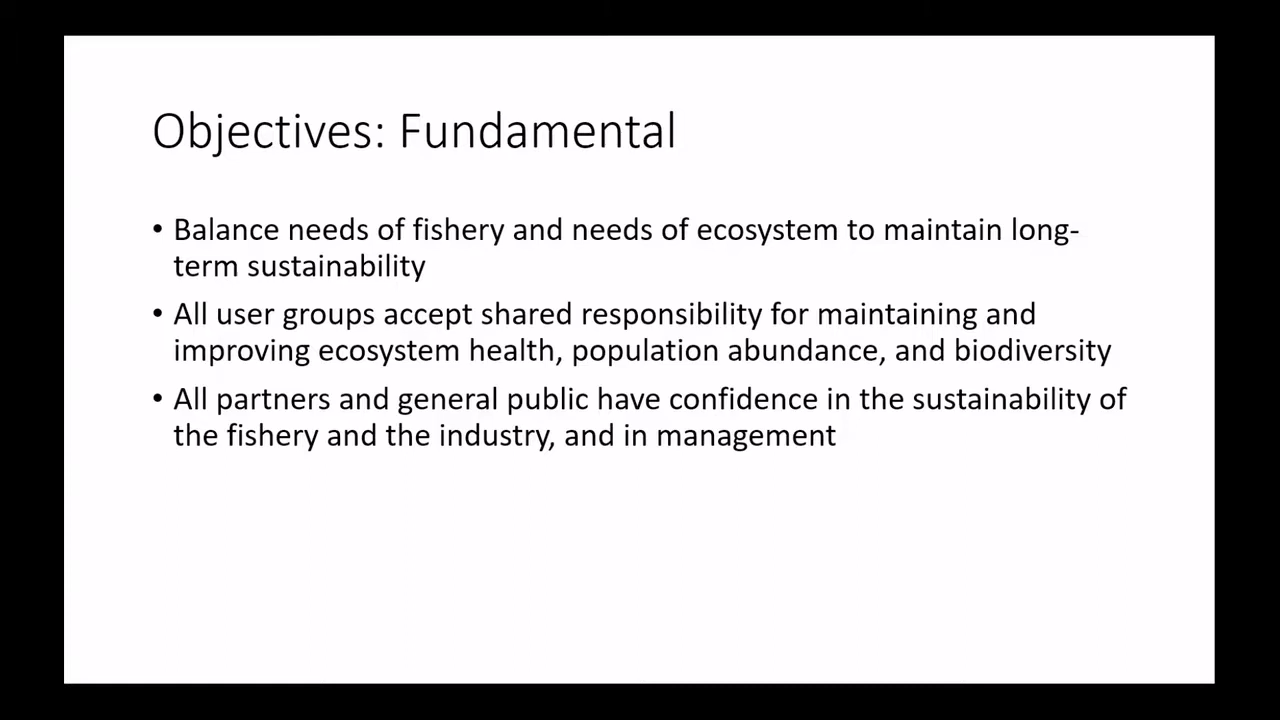 Objectives: Fundamental
• Balance needs of fishery and needs of ecosystem to maintain long-
term sustainability
• All user groups accept shared responsibility for maintaining and
improving ecosystem health, population abundance, and biodiversity
• All partners and general public have confidence in the sustainability of
the fishery and the industry, and in management